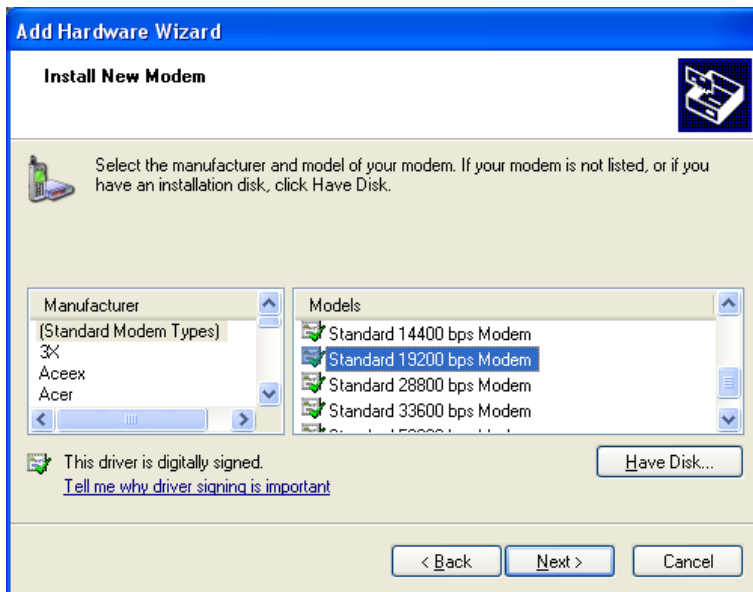 Add Hardware Wizard
Install New Modem
Select the manufacturer and model of your modem. If your modem is not listed, or if you
have an installation disk, click Have Disk.
Manufacturer
(Standard Modem Types)
3X
Aceex
Acer
Models
Standard 14400 bps Modem
Standard 19200 bps Modem
Standard 28800 bps Modem
Standard 33600 bps Modem
This driver is digitally signed.
Tell me why driver signing is important
Have Disk...
< Back
Next >
Cancel